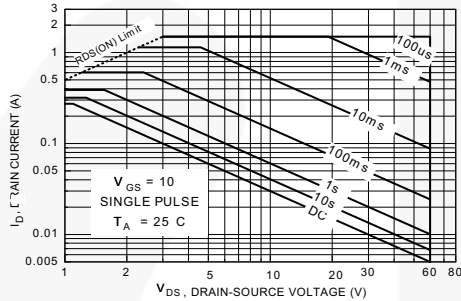 2
1
0.5
0.1
0.05
0.01
0.005
I D, DRAIN CURRENT (A)
RDS(ON) Limit
100us
1ms
10ms
100ms
1s
10s
DC
V GS = 10
SINGLE PULSE
T A = 25 C
1
2
5
10
20
30
60
80
V DS , DRAIN-SOURCE VOLTAGE (V)